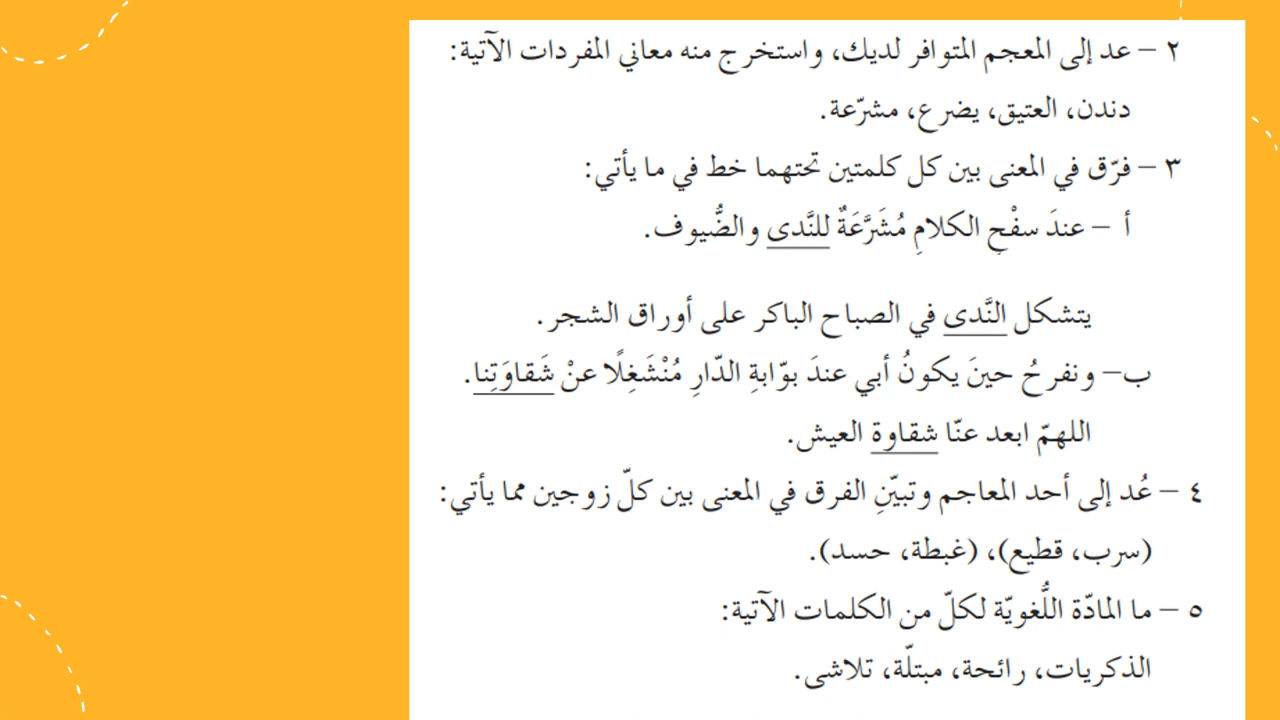 ٢ – عد إلى المعجم المتوافر لديك، واستخرج منه معاني المفردات الآتية:
دندن، العتيق، يضرع، مشرّعة.
٣ – فرّق في المعنى بين كل كلمتين تحتهما خط في ما يأتي:
أ – عندَ سفْحِ الكلامِ مُشَرَّعَةٌ للنَّدى والضُّيوف.
يتشكل النَّدى في الصباح الباكر على أوراق الشجر.
ب– ونفرحُ حينَ يكونُ أبي عندَ بوّابةِ الدّارِ مُنْشَغِلًا عنْ شَقاوَتِنا.
اللهمّ ابعد عنّا شقاوة العيش.
٤ – عُد إلى أحد المعاجم وتبيّنِ الفرق في المعنى بين كلّ زوجين مما يأتي:
(سرب، قطيع)، (غبطة، حسد).
٥ – ما المادّة اللُّغويّة لكلّ من الكلمات الآتية:
الذكريات، رائحة، مبتلّة، تلاشى.